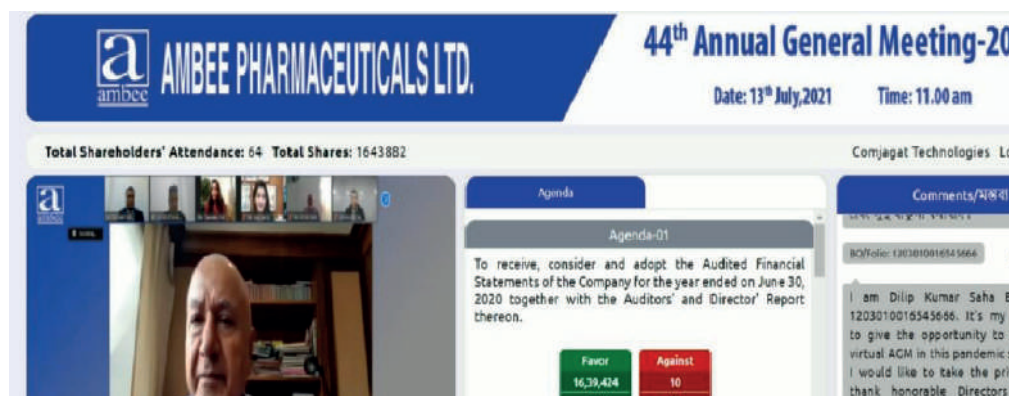 a
ambee
AMBEE PHARMACEUTICALS LTD.
44th Annual General Meeting-20
Date: 13th July,2021 Time: 11.00 am
Total Shareholders' Attendance: 64 Total Shares: 1643882
Comjagat Technologies Lo
a
Agenda
Agenda-01
To receive, consider and adopt the Audited Financial
Statements of the Company for the year ended on June 30,
2020 together with the Auditors' and Director' Report
thereon.
Favor
16,39,424
Against
10
Comments/মন্তব্য
BO/Folio: 1203010016545666
I am Dilip Kumar Saha B
1203010016545666. It's my
to give the opportunity to
virtual AGM in this pandemic
I would like to take the pri
thank honorable Directors